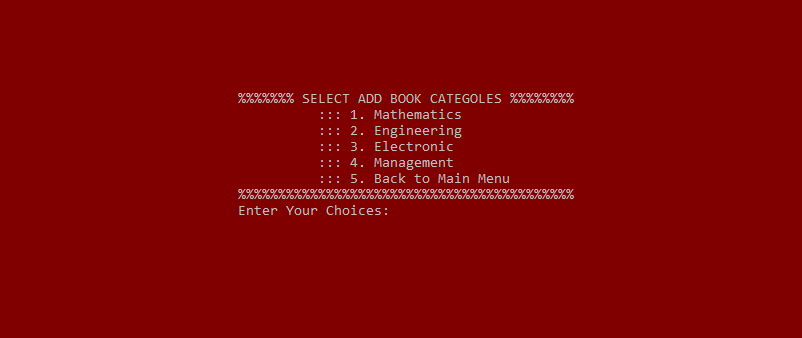 %%%%%%% SELECT ADD BOOK CATEGOLES %%%%%%%%
::: 1. Mathematics
::: 2. Engineering
::: 3. Electronic
::: 4. Management
::: 5. Back to Main Menu
%%%%%%%%%%%%%%%%%%%%%%%%%%%%%%%%%%%%%%%%%%
Enter Your Choices: